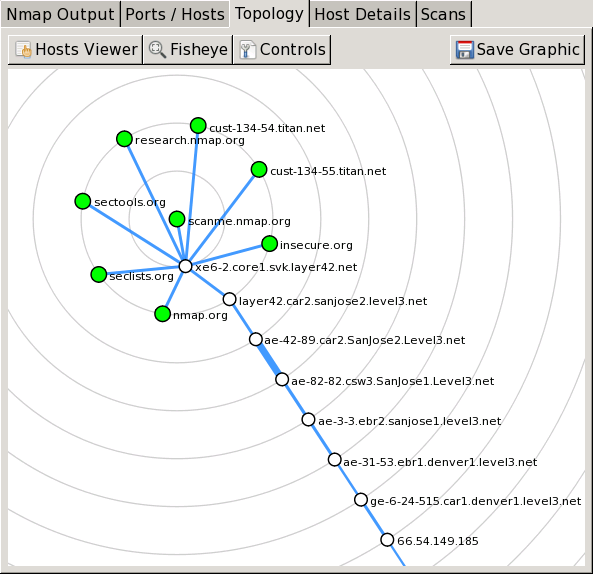 Nmap Output Ports / Hosts Topology Host Details Scans
Hosts Viewer Fisheye Controls Save Graphic
cust-134-54.titan.net
research.nmap.org
cust-134-55.titan.net
sectools.org
scanme.nmap.org
insecure.org
xe6-2.core1.svk.layer42.net
seclists.org
layer42.car2.sanjose2.level3.net
nmap.org
ae-42-89.car2.SanJose2.Level3.net
ae-82-82.csw3.SanJose1.Level3.net
ae-3-3.ebr2.sanjose1.level3.net
ae-31-53.ebr1.denver1.level3.net
ge-6-24-515.car1.denver1.level3.net
66.54.149.185